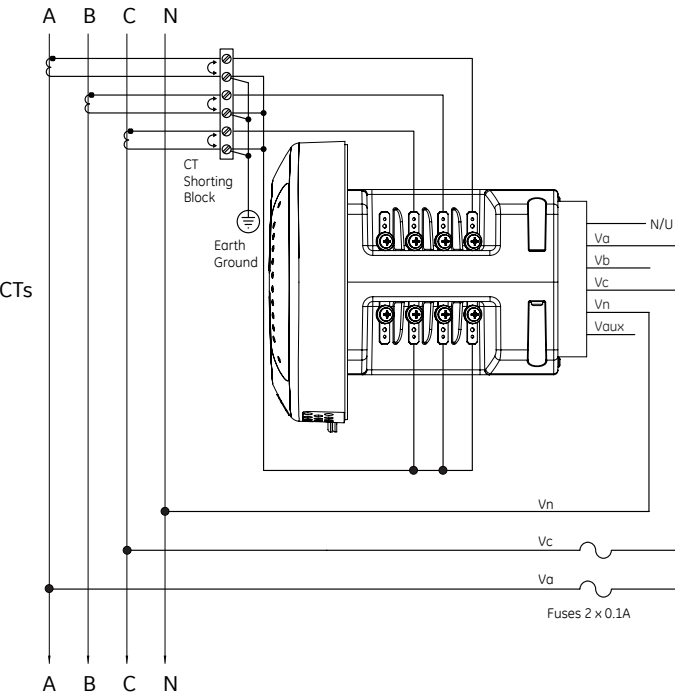 A B C N
CT
Shorting
Block
Earth
Ground
N/U
Va
Vb
Vc
Vn
Vaux
CTs
Vn
Vc
Va
Fuses 2 x 0.1A
A B C N